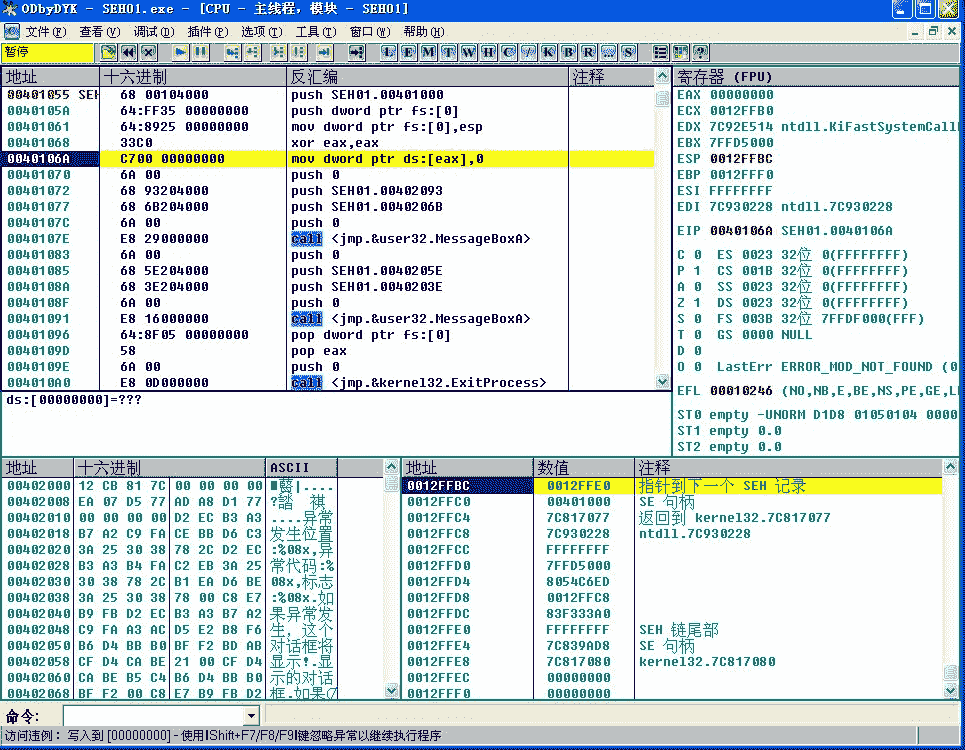 ODbyDYK - SEH01.exe - [CPU - 主线程，模块 - SEH01]
文件(F) 查看(V) 调试(D) 插件(P) 选项(T) 工具(I) 窗口(W) 帮助(H)
暂停 L E M T W H C / K B R ... S
地址 十六进制 反汇编 注释
00401055 SEH 68 00104000 push SEH01.00401000
0040105A 64:FF35 00000000 push dword ptr fs:[0]
00401061 64:8925 00000000 mov dword ptr fs:[0],esp
00401068 33C0 xor eax,eax
0040106A C700 00000000 mov dword ptr ds:[eax],0
00401070 6A 00 push 0
00401072 68 93204000 push SEH01.00402093
00401077 68 6B204000 push SEH01.0040206B
0040107C 6A 00 push 0
0040107E E8 29000000 call <jmp.&user32.MessageBoxA>
00401083 6A 00 push 0
00401085 68 5E204000 push SEH01.0040205E
0040108A 68 3E204000 push SEH01.0040203E
0040108F 6A 00 push 0
00401091 E8 16000000 call <jmp.&user32.MessageBoxA>
00401096 64:8F05 00000000 pop dword ptr fs:[0]
0040109D 58 pop eax
0040109E 6A 00 push 0
004010A0 E8 0D000000 call <jmp.&kernel32.ExitProcess>
ds:[00000000]=???
寄存器 (FPU)
EAX 00000000
ECX 0012FFB0
EDX 7C92E514 ntdll.KiFastSystemCall
EBX 7FFD5000
ESP 0012FFBC
EBP 0012FFF0
ESI FFFFFFFF
EDI 7C930228 ntdll.7C930228
EIP 0040106A SEH01.0040106A
C 0 ES 0023 32位 0(FFFFFFFF)
P 1 CS 001B 32位 0(FFFFFFFF)
A 0 SS 0023 32位 0(FFFFFFFF)
Z 1 DS 0023 32位 0(FFFFFFFF)
S 0 FS 003B 32位 7FFDF000(FFF)
T 0 GS 0000 NULL
D 0
O 0 LastErr ERROR_MOD_NOT_FOUND (0
EFL 00010246 (NO,NB,E,BE,NS,PE,GE,L
ST0 empty -UNORM D1D8 01050104 0000
ST1 empty 0.0
ST2 empty 0.0
地址 十六进制 ASCII
00402000 12 CB 81 7C 00 00 00 00 |....
00402008 EA 07 D5 77 AD A8 D1 77
00402010 00 00 00 00 D2 EC B3 A3 ....异常
00402018 B7 A2 C9 FA CE BB D6 C3 发生位置
00402020 3A 25 30 38 78 2C D2 EC :%08x,异
00402028 B3 A3 B4 FA C2 EB 3A 25 常代码:%
00402030 30 38 78 2C B1 EA D6 BE 08x,标志
00402038 3A 25 30 38 78 00 C8 E7 :%08x.如
00402040 B9 FB D2 EC B3 A3 B7 A2 果异常发
00402048 C9 FA A3 AC D5 E2 B8 F6 生，这个
00402050 B6 D4 BB B0 BF F2 BD AB 对话框将
00402058 CF D4 CA BE 21 00 CF D4 显示!.显
00402060 CA BE B5 C4 B6 D4 BB B0 示的对话
00402068 BF F2 00 C8 E7 B9 FB D2 框.如果
地址 数值 注释
0012FFBC 0012FFE0 指针到下一个 SEH 记录
0012FFC0 00401000 SE 句柄
0012FFC4 7C817077 返回到 kernel32.7C817077
0012FFC8 7C930228 ntdll.7C930228
0012FFCC FFFFFFFF
0012FFD0 7FFD5000
0012FFD4 8054C6ED
0012FFD8 0012FFC8
0012FFDC 83F333A0
0012FFE0 FFFFFFFF SEH 链尾部
0012FFE4 7C839AD8 SE 句柄
0012FFE8 7C817080 kernel32.7C817080
0012FFEC 00000000
0012FFF0 00000000
命令:
访问违例: 写入到 [00000000] - 使用Shift+F7/F8/F9键忽略异常以继续执行程序